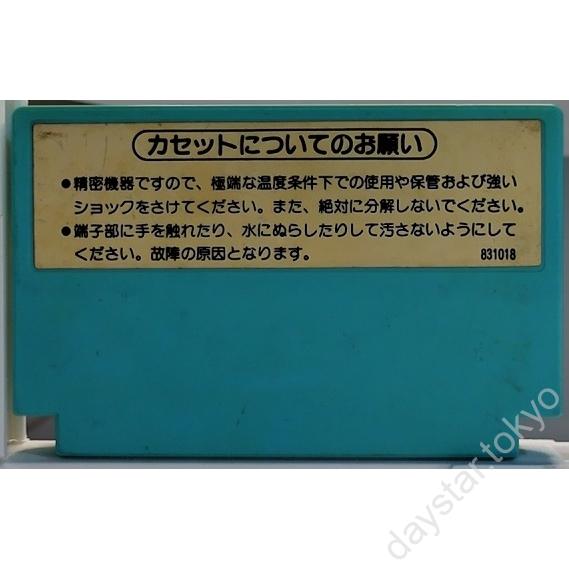 カセットについてのお願い
●精密機器ですので、極端な温度条件下での使用や保管および強い
ショックをさけてください。また、絶対に分解しないでください。
●端子部に手を触れたり、水にぬらしたりして汚さないようにして
ください。故障の原因となります。 831018
daystar.tokyo